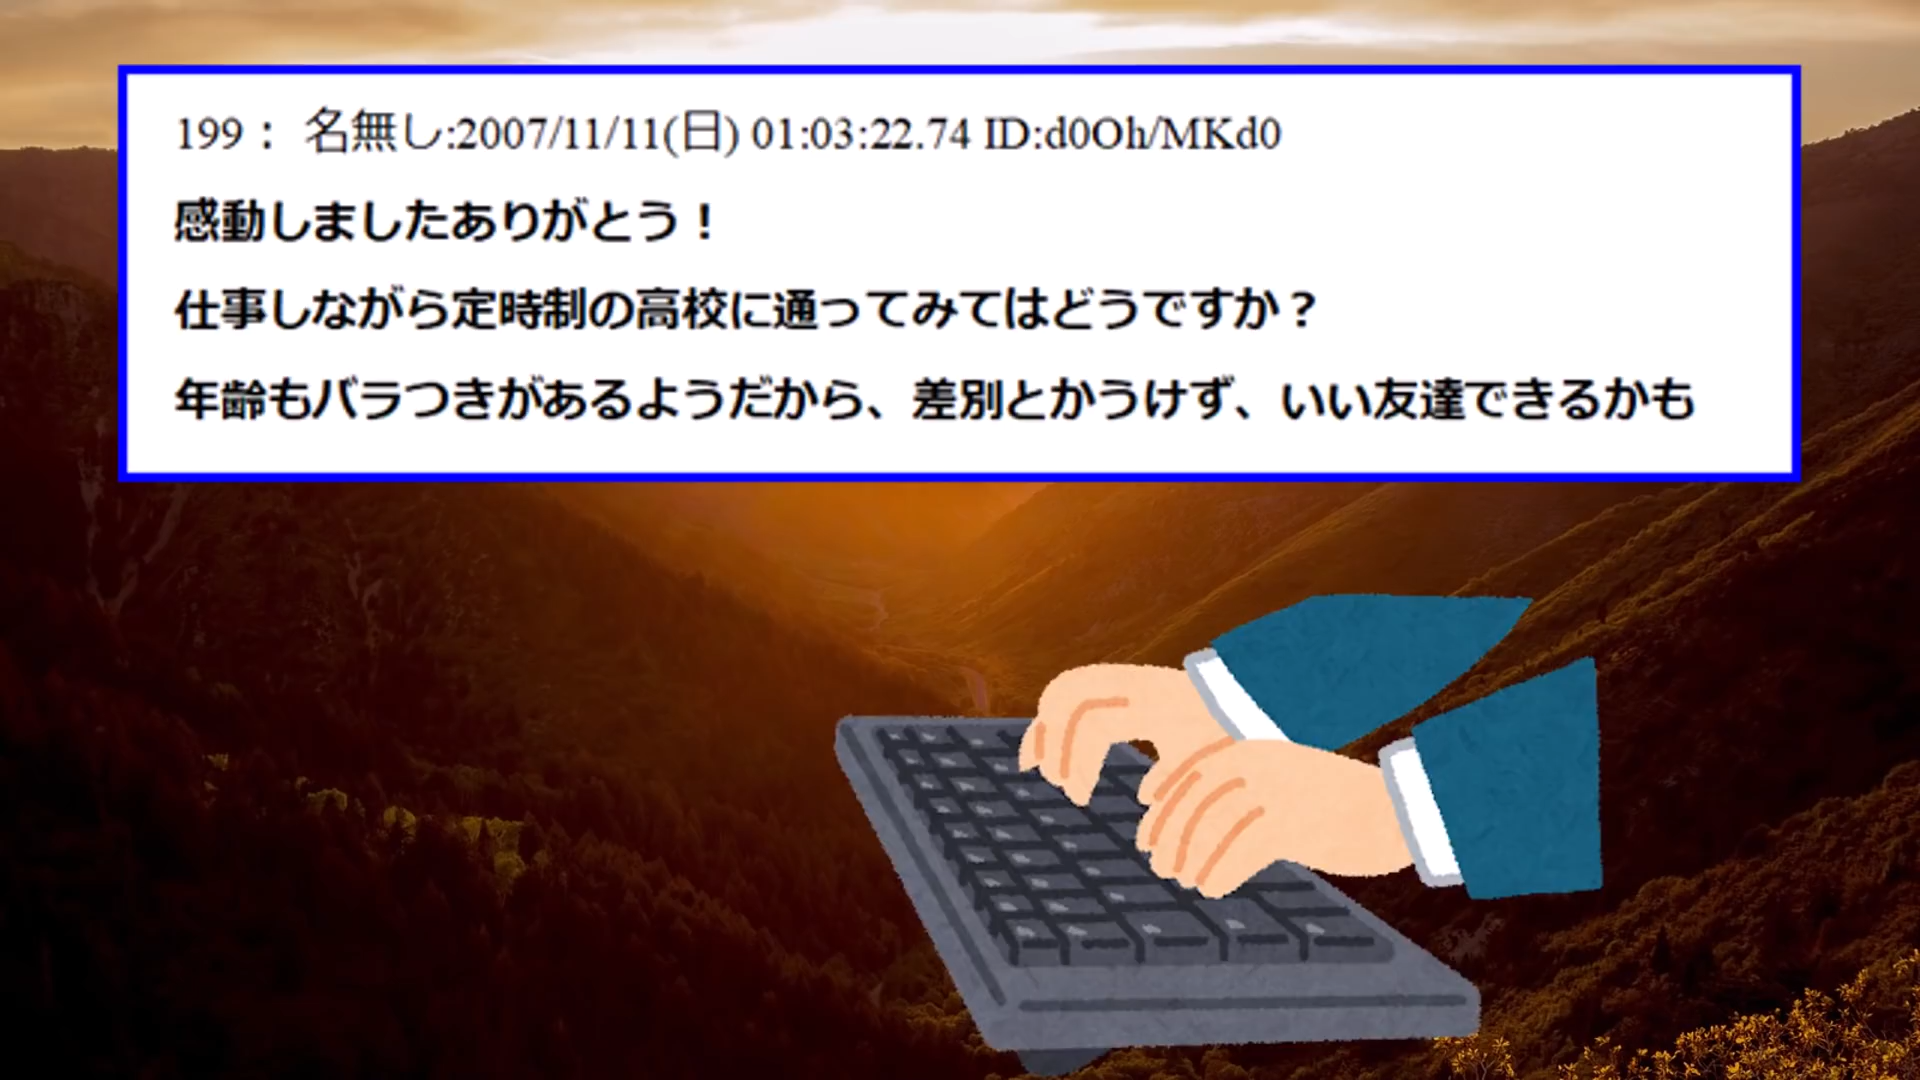 199： 名無し:2007/11/11(日) 01:03:22.74 ID:d0Oh/MKd0
感動しましたありがとう！
仕事しながら定時制の高校に通ってみてはどうですか？
年齢もバラつきがあるようだから、差別とかうけず、いい友達できるかも